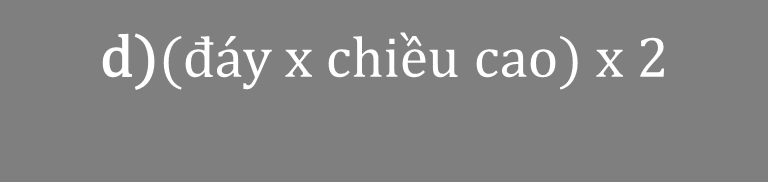 d)(đáy x chiều cao) x 2